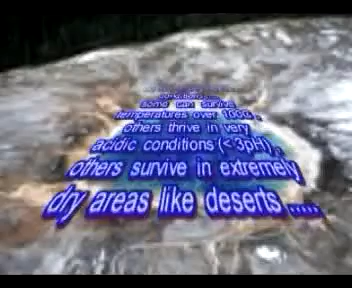 some can survive
temperatures over 100C ,
others thrive in very
acidic conditions (< 3pH) ,
others survive in extremely
dry areas like deserts .....